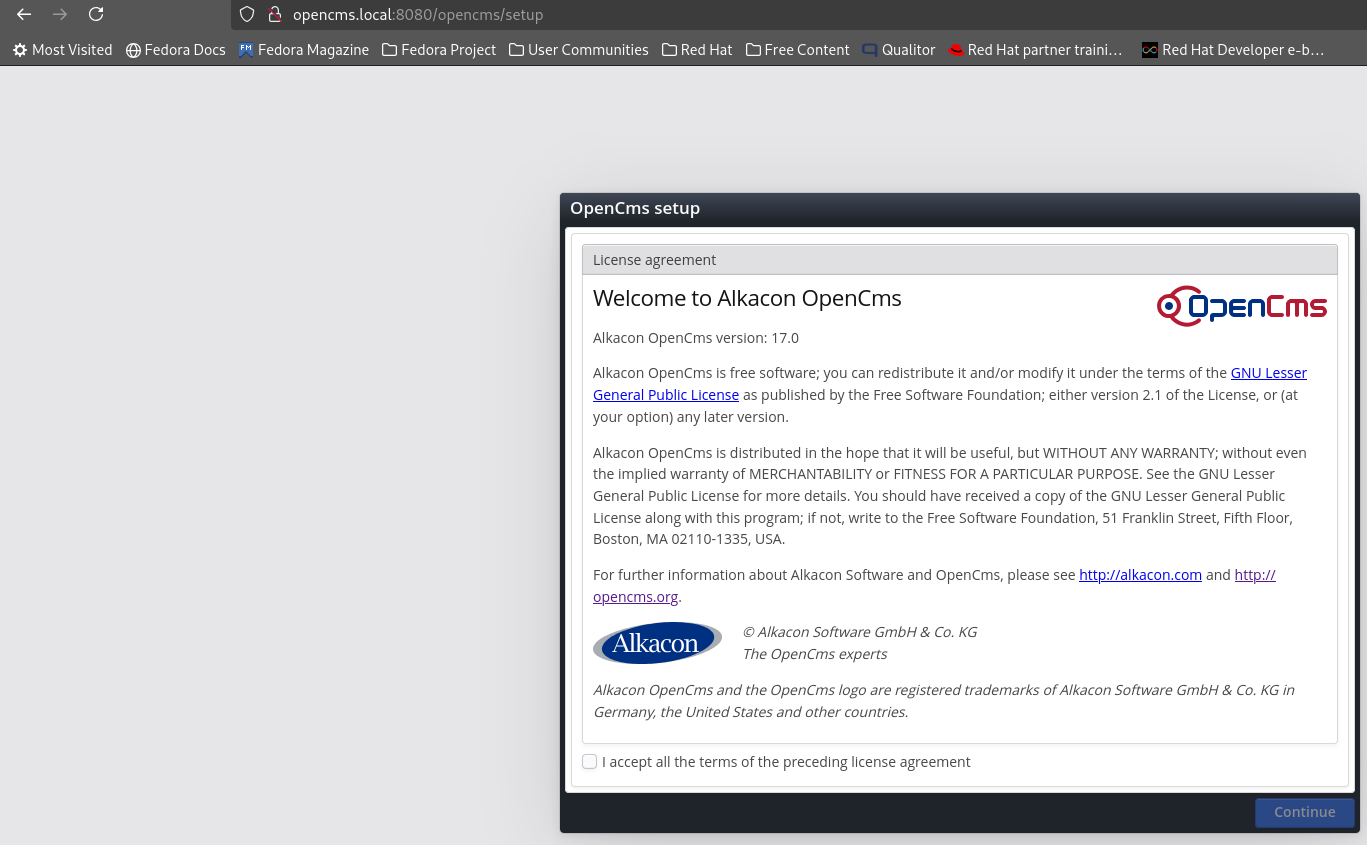 opencms.local:8080/opencms/setup
Most Visited Fedora Docs Fedora Magazine Fedora Project User Communities Red Hat Free Content Qualitor Red Hat partner traini… Red Hat Developer e-b…
OpenCms setup
License agreement
Welcome to Alkacon OpenCms
OpenCms
Alkacon OpenCms version: 17.0
Alkacon OpenCms is free software; you can redistribute it and/or modify it under the terms of the GNU Lesser
General Public License as published by the Free Software Foundation; either version 2.1 of the License, or (at
your option) any later version.
Alkacon OpenCms is distributed in the hope that it will be useful, but WITHOUT ANY WARRANTY; without even
the implied warranty of MERCHANTABILITY or FITNESS FOR A PARTICULAR PURPOSE. See the GNU Lesser
General Public License for more details. You should have received a copy of the GNU Lesser General Public
License along with this program; if not, write to the Free Software Foundation, 51 Franklin Street, Fifth Floor,
Boston, MA 02110-1335, USA.
For further information about Alkacon Software and OpenCms, please see http://alkacon.com and http://
opencms.org.
Alkacon
© Alkacon Software GmbH & Co. KG
The OpenCms experts
Alkacon OpenCms and the OpenCms logo are registered trademarks of Alkacon Software GmbH & Co. KG in
Germany, the United States and other countries.
I accept all the terms of the preceding license agreement
Continue